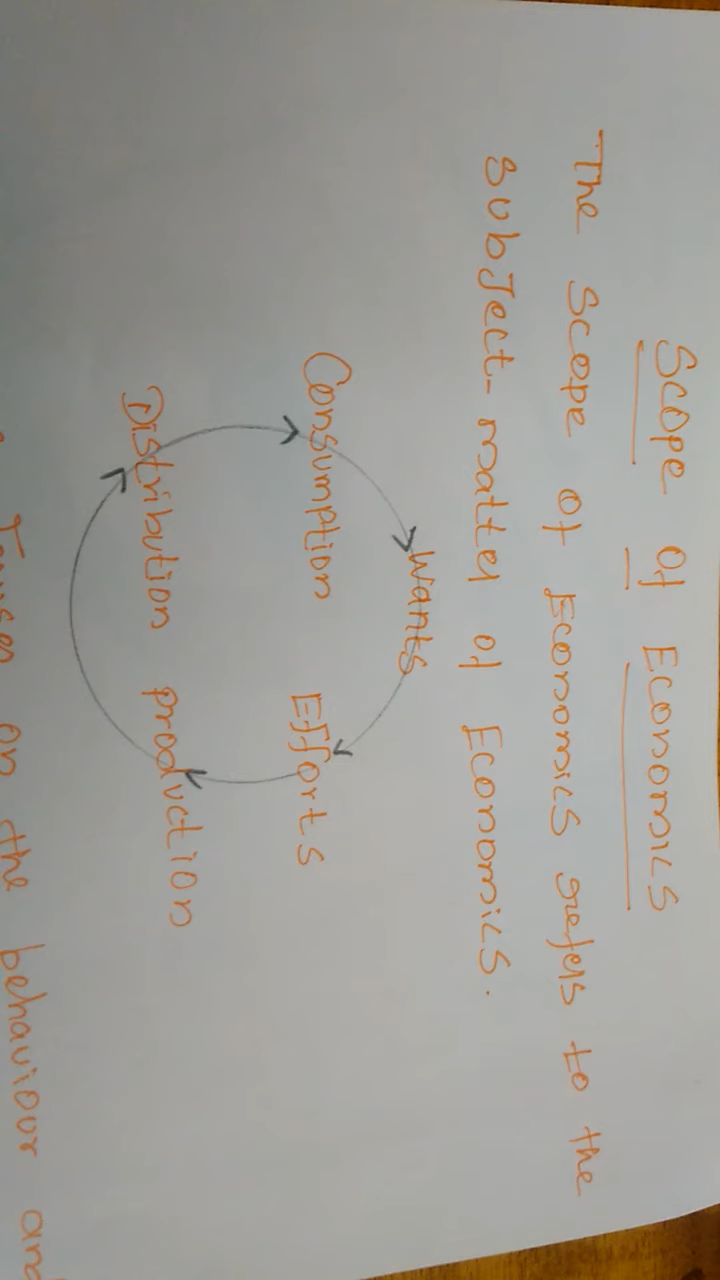 Scope of Economics
The Scope of Economics refers to the
subject-matter of Economics.
Wants
Consumption Efforts
Distribution production
on the behaviour and